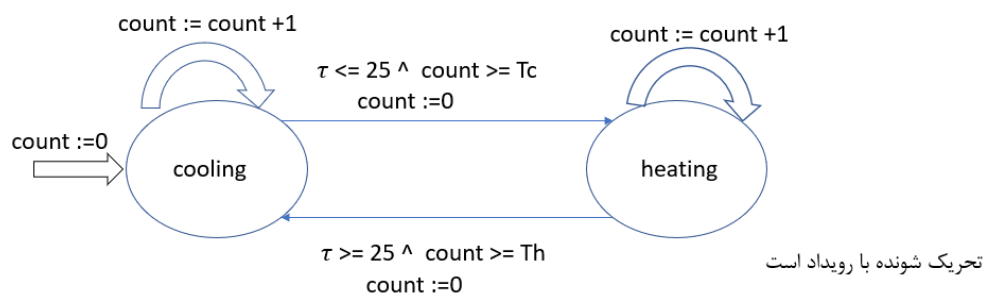 count := count +1
count := count +1
τ <= 25 ^ count >= Tc
count :=0
count :=0
cooling
heating
τ >= 25 ^ count >= Th
count :=0
تحریک شونده با رویداد است